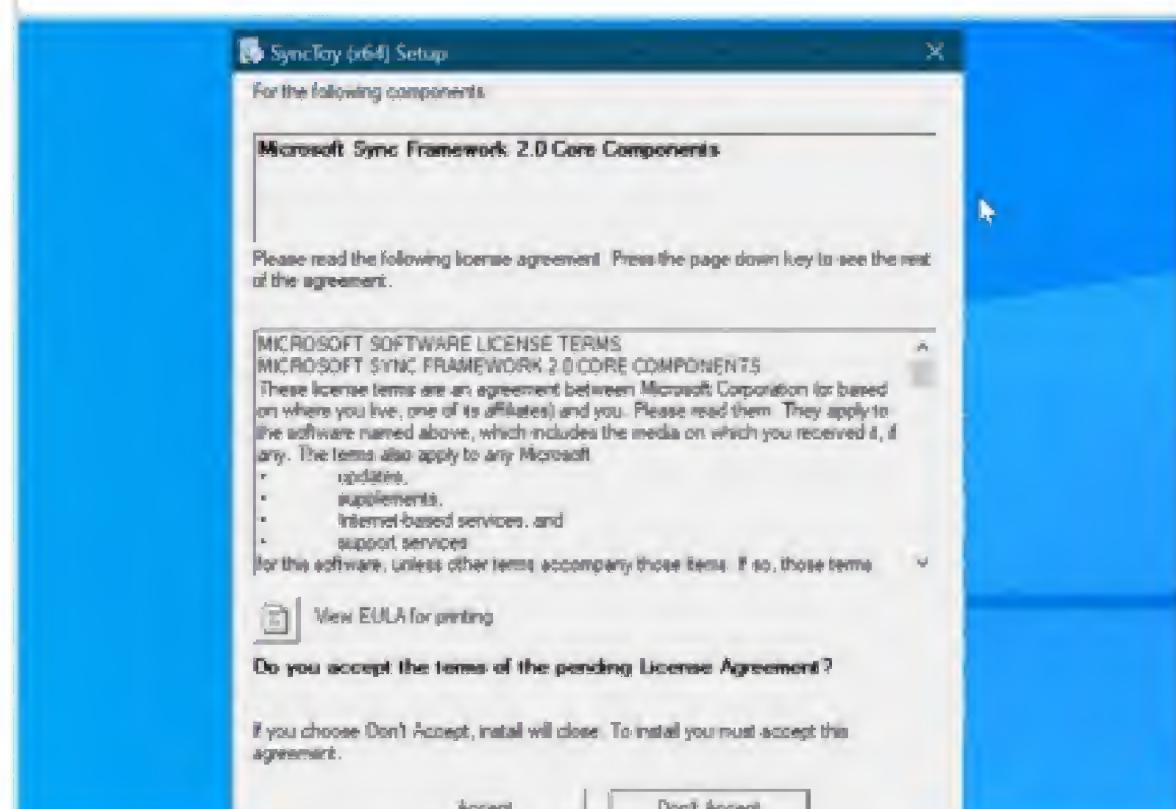 SyncToy (x64) Setup
For the following components:
Microsoft Sync Framework 2.0 Core Components
Please read the following license agreement. Press the page down key to see the rest
of the agreement.
MICROSOFT SOFTWARE LICENSE TERMS
MICROSOFT SYNC FRAMEWORK 2.0 CORE COMPONENTS
These license terms are an agreement between Microsoft Corporation (or based
on where you live, one of its affiliates) and you. Please read them. They apply to
the software named above, which includes the media on which you received it, if
any. The terms also apply to any Microsoft
• updates,
• supplements,
• Internet-based services, and
• support services
for this software, unless other terms accompany those items. If so, those terms
View EULA for printing
Do you accept the terms of the pending License Agreement?
If you choose Don't Accept, install will close. To install you must accept this
agreement.
Accept
Don't Accept